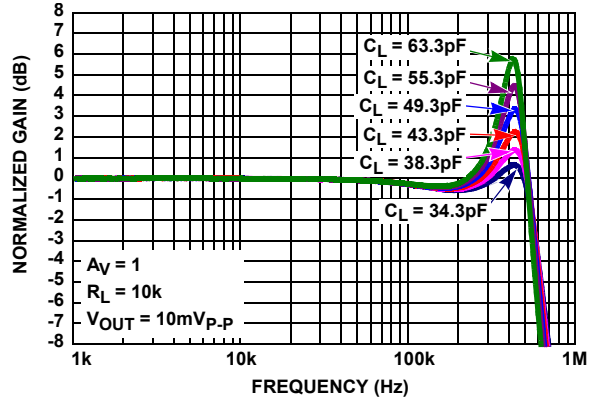 8
7
6
5
4
3
2
1
0
-1
-2
-3
-4
-5
-6
-7
-8
NORMALIZED GAIN (dB)
CL = 63.3pF
CL = 55.3pF
CL = 49.3pF
CL = 43.3pF
CL = 38.3pF
CL = 34.3pF
AV = 1
RL = 10k
VOUT = 10mVP-P
1k 10k 100k 1M
FREQUENCY (Hz)